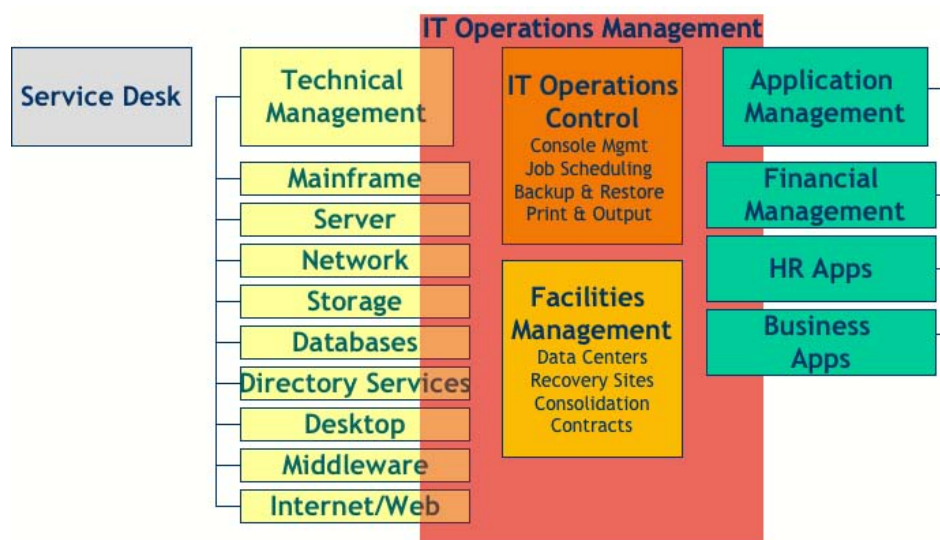 IT Operations Management
Service Desk
Technical
Management
Mainframe
Server
Network
Storage
Databases
Directory Services
Desktop
Middleware
Internet/Web
IT Operations
Control
Console Mgmt
Job Scheduling
Backup & Restore
Print & Output
Facilities
Management
Data Centers
Recovery Sites
Consolidation
Contracts
Application
Management
Financial
Management
HR Apps
Business
Apps